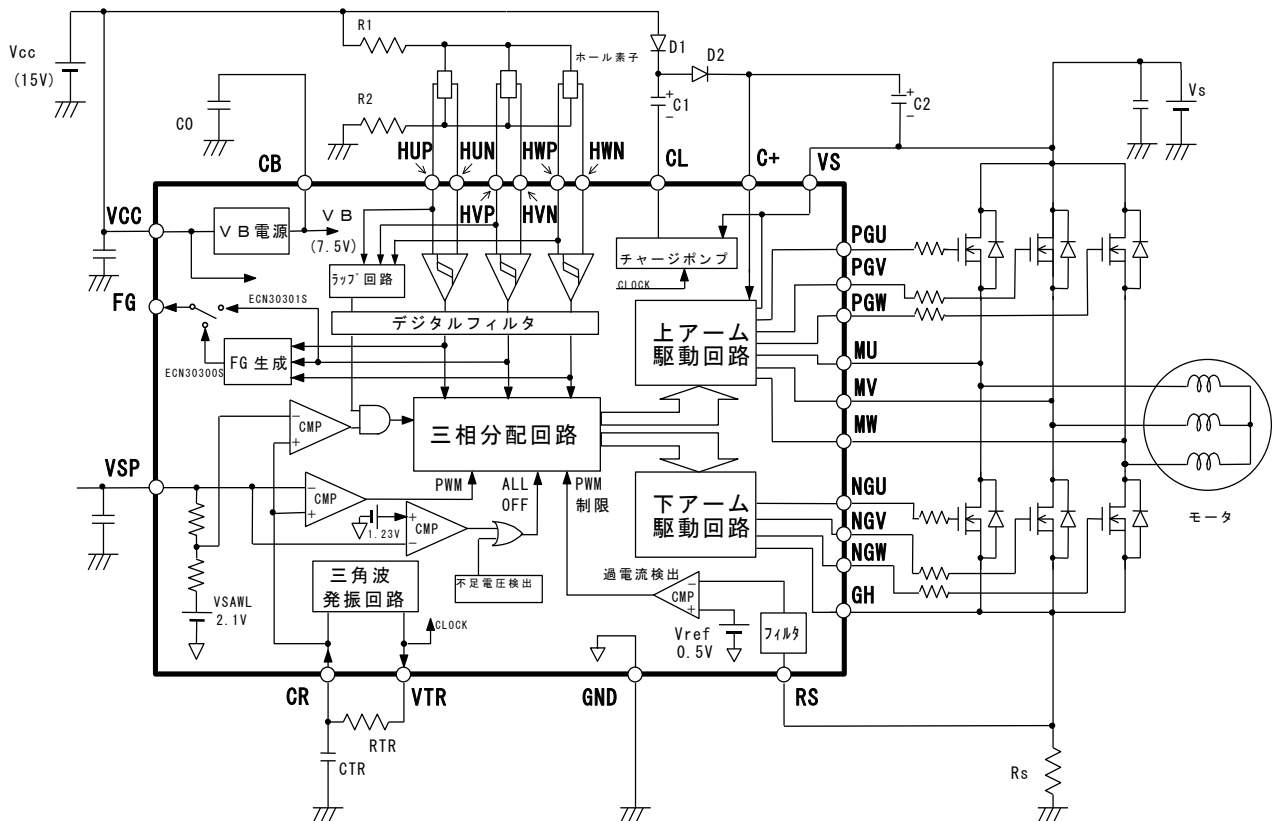 Vcc
(15V)
R1
ホール素子
D1
D2
R2
C0
+
C1
-
+
C2
-
Vs
CB
HUP
HUN
HWP
HWN
CL
C+
VS
HVP
HVN
VCC
VB電源
VB
(7.5V)
ラップ回路
チャージポンプ
CLOCK
PGU
PGV
PGW
FG
ECN30301S
デジタルフィルタ
FG生成
ECN30300S
上アーム
駆動回路
MU
MV
MW
-
CMP
+
三相分配回路
VSP
-
CMP
+
PWM
ALL
OFF
PWM
制限
1.23V
+
CMP
-
下アーム
駆動回路
NGU
NGV
NGW
GH
モータ
VSAWL
2.1V
三角波
発振回路
不足電圧検出
過電流検出
-
CMP
+
CLOCK
Vref
0.5V
フィルタ
CR
VTR
GND
RS
RTR
CTR
Rs